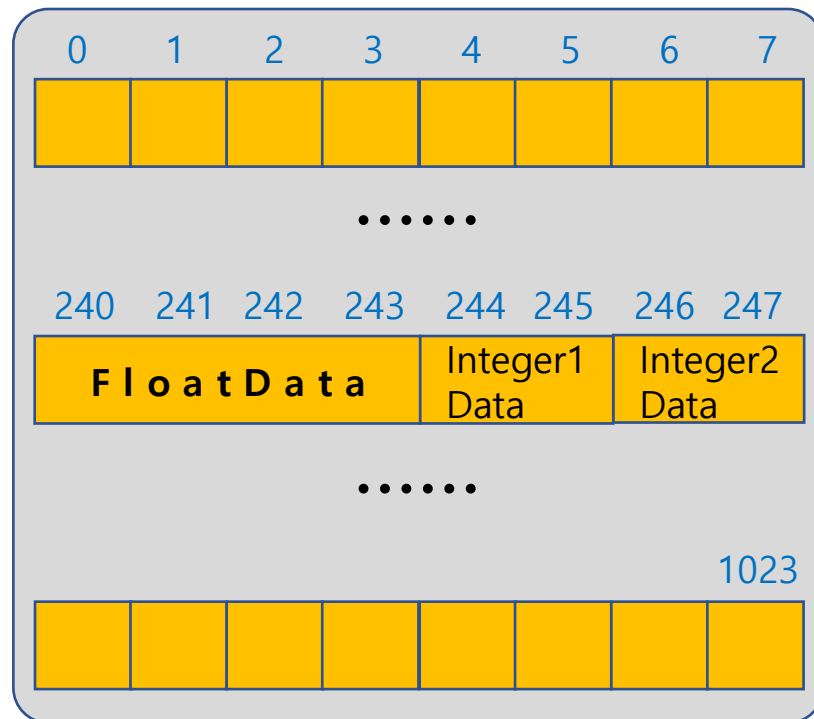 0 1 2 3 4 5 6 7
......
240 241 242 243 244 245 246 247
FloatData Integer1 Data Integer2 Data
......
1023